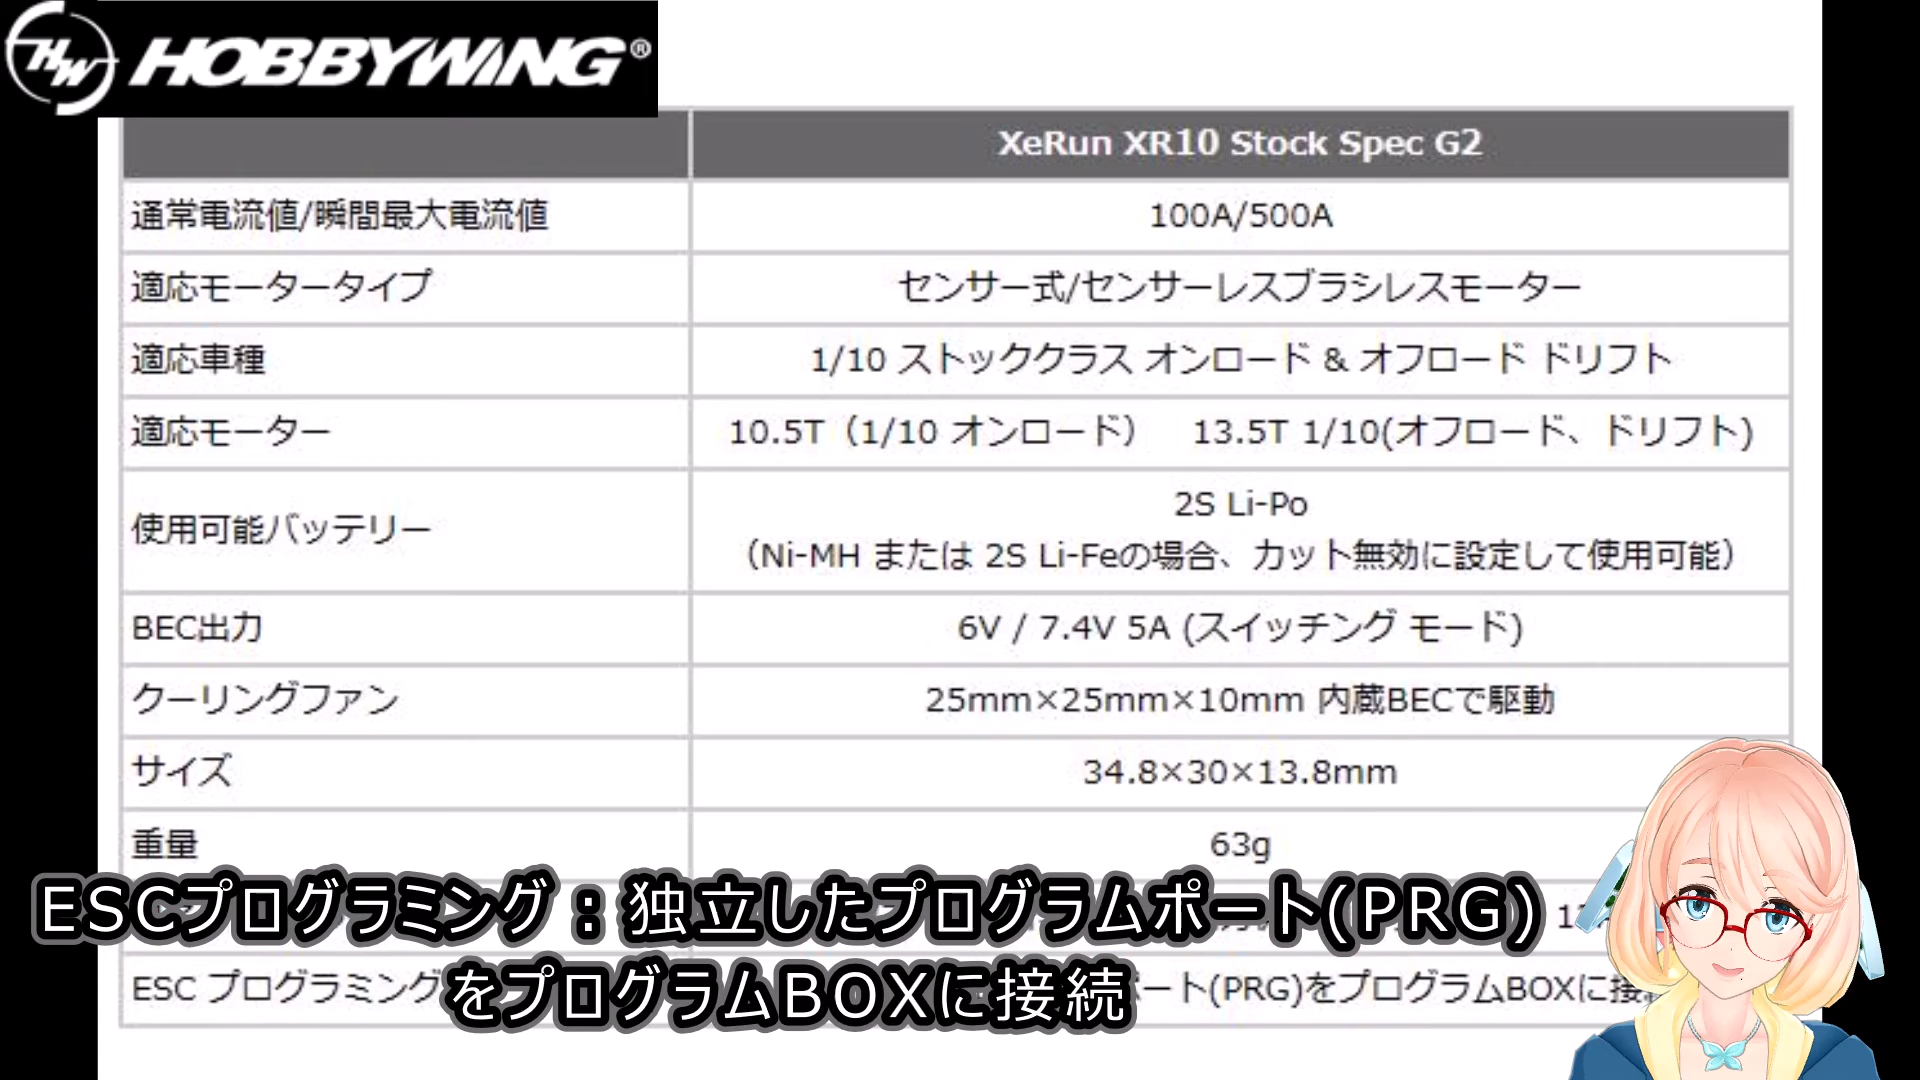 HW HOBBYWING®
XeRun XR10 Stock Spec G2
通常電流値/瞬間最大電流値 100A/500A
適応モータータイプ センサー式/センサーレスブラシレスモーター
適応車種 1/10 ストッククラス オンロード & オフロード ドリフト
適応モーター 10.5T（1/10 オンロード） 13.5T 1/10(オフロード、ドリフト)
使用可能バッテリー 2S Li-Po
（Ni-MH または 2S Li-Feの場合、カット無効に設定して使用可能）
BEC出力 6V / 7.4V 5A (スイッチング モード)
クーリングファン 25mm×25mm×10mm 内蔵BECで駆動
サイズ 34.8×30×13.8mm
重量 63g
ESC プログラミング ート(PRG)をプログラムBOXに接
ESCプログラミング：独立したプログラムポート(PRG)
をプログラムBOXに接続